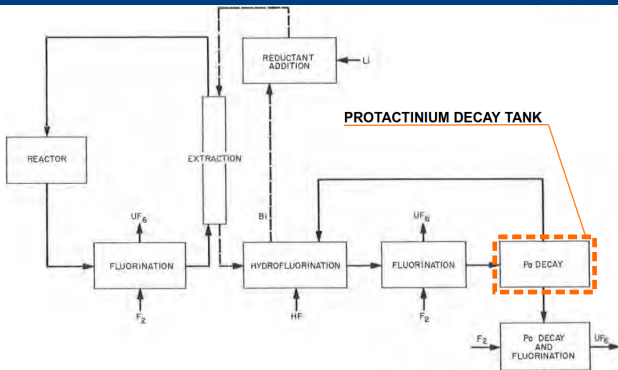 REDUCTANT
ADDITION
Li
PROTACTINIUM DECAY TANK
REACTOR
EXTRACTION
Bi
UF6
FLUORINATION
F2
HYDROFLUORINATION
HF
UF6
FLUORINATION
F2
Pa DECAY
F2
Pa DECAY
AND
FLUORINATION
UF6